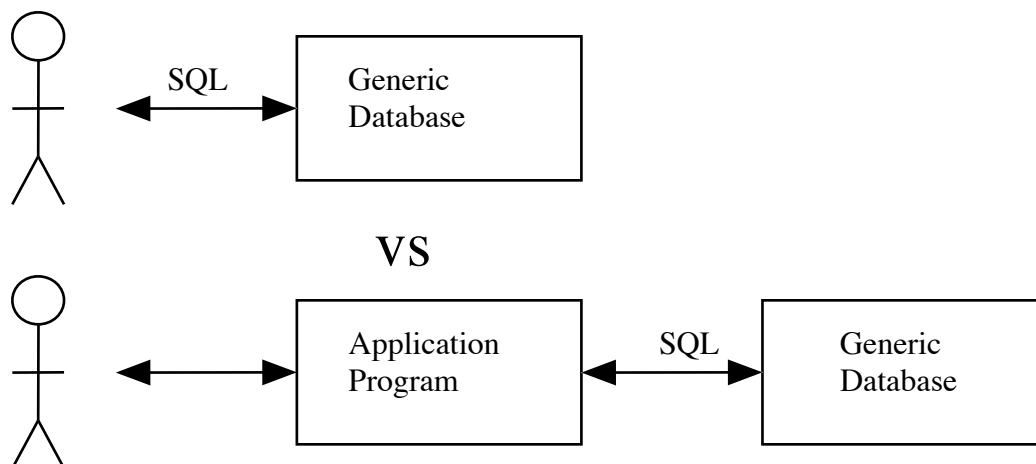 SQL
Generic
Database
vs
Application
Program
SQL
Generic
Database